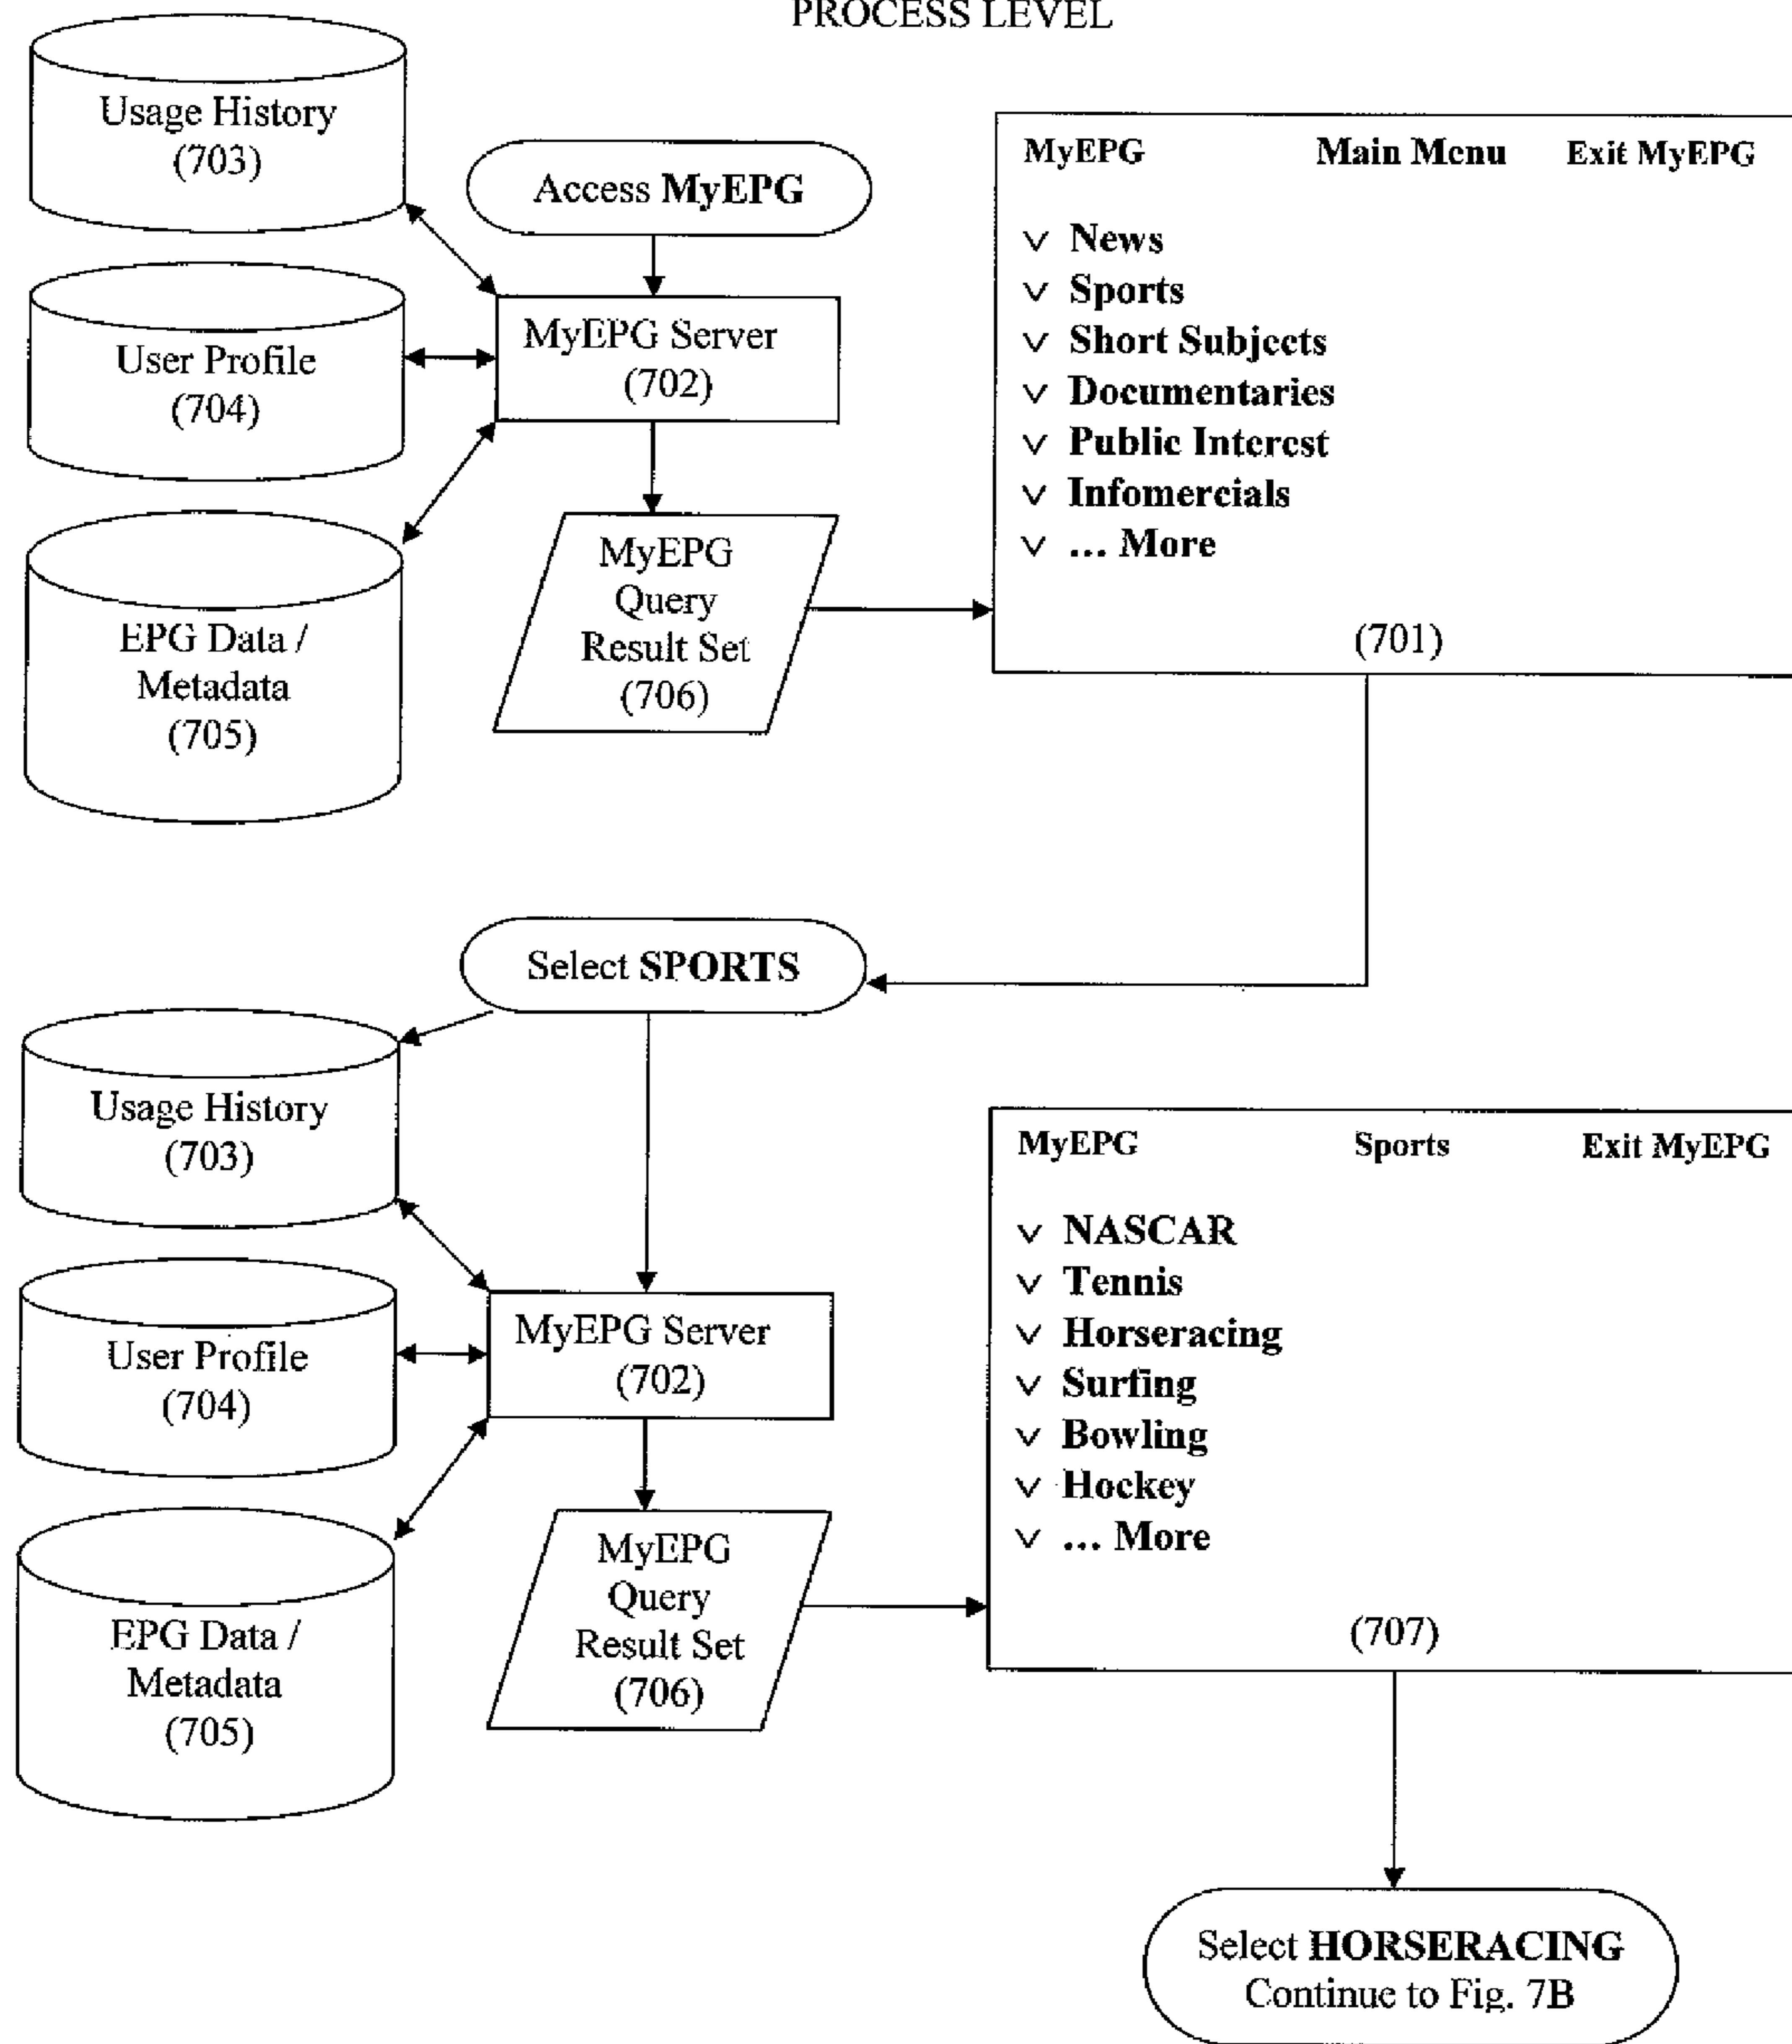 PROCESS LEVEL
Usage History
(703)
Access MyEPG
User Profile
(704)
MyEPG Server
(702)
EPG Data /
Metadata
(705)
MyEPG
Query
Result Set
(706)
MyEPG Main Menu Exit MyEPG
v News
v Sports
v Short Subjects
v Documentaries
v Public Interest
v Infomercials
v ... More
(701)
Select SPORTS
Usage History
(703)
User Profile
(704)
MyEPG Server
(702)
EPG Data /
Metadata
(705)
MyEPG
Query
Result Set
(706)
MyEPG Sports Exit MyEPG
v NASCAR
v Tennis
v Horseracing
v Surfing
v Bowling
v Hockey
v ... More
(707)
Select HORSERACING
Continue to Fig. 7B